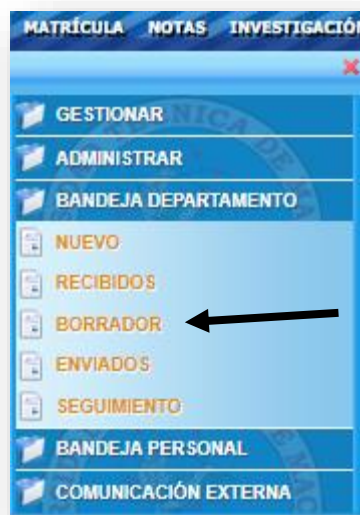 MATRÍCULA NOTAS INVESTIGACIÓN
GESTIONAR
ADMINISTRAR
BANDEJA DEPARTAMENTO
NUEVO
RECIBIDOS
BORRADOR
ENVIADOS
SEGUIMIENTO
BANDEJA PERSONAL
COMUNICACIÓN EXTERNA